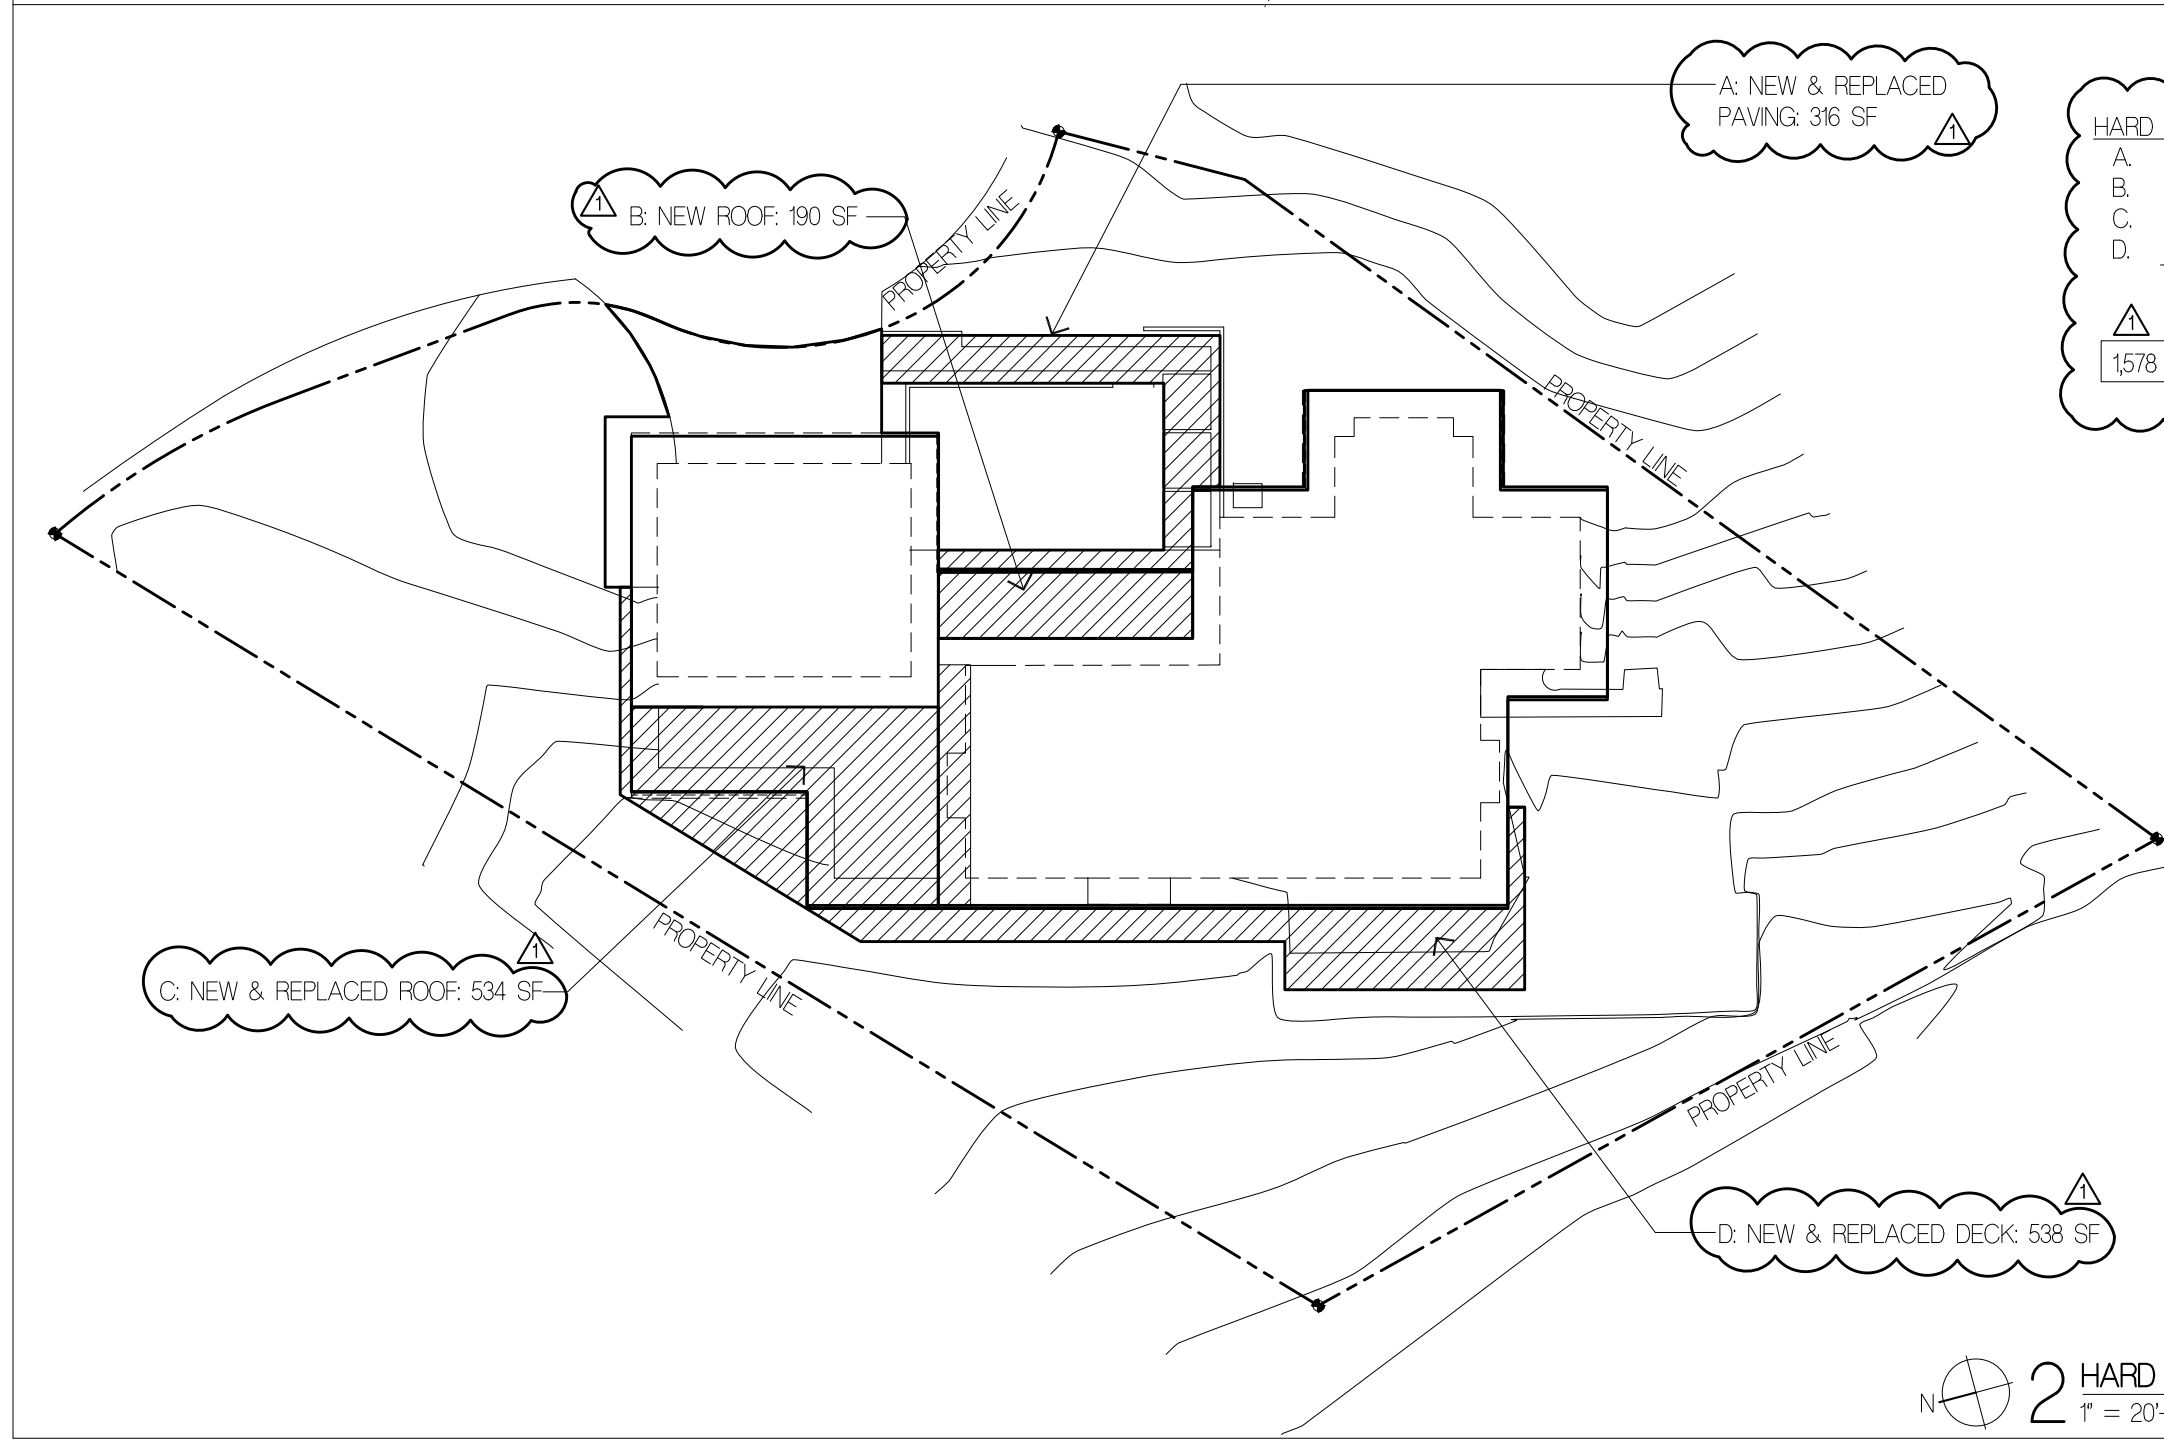 A: NEW & REPLACED
PAVING: 316 SF
1
HARD
A.
B.
C.
D.
1
1,578
1
B: NEW ROOF: 190 SF
PROPERTY LINE
PROPERTY LINE
1
C: NEW & REPLACED ROOF: 534 SF
PROPERTY LINE
PROPERTY LINE
1
D: NEW & REPLACED DECK: 538 SF
N
2
HARD
1" = 20'-